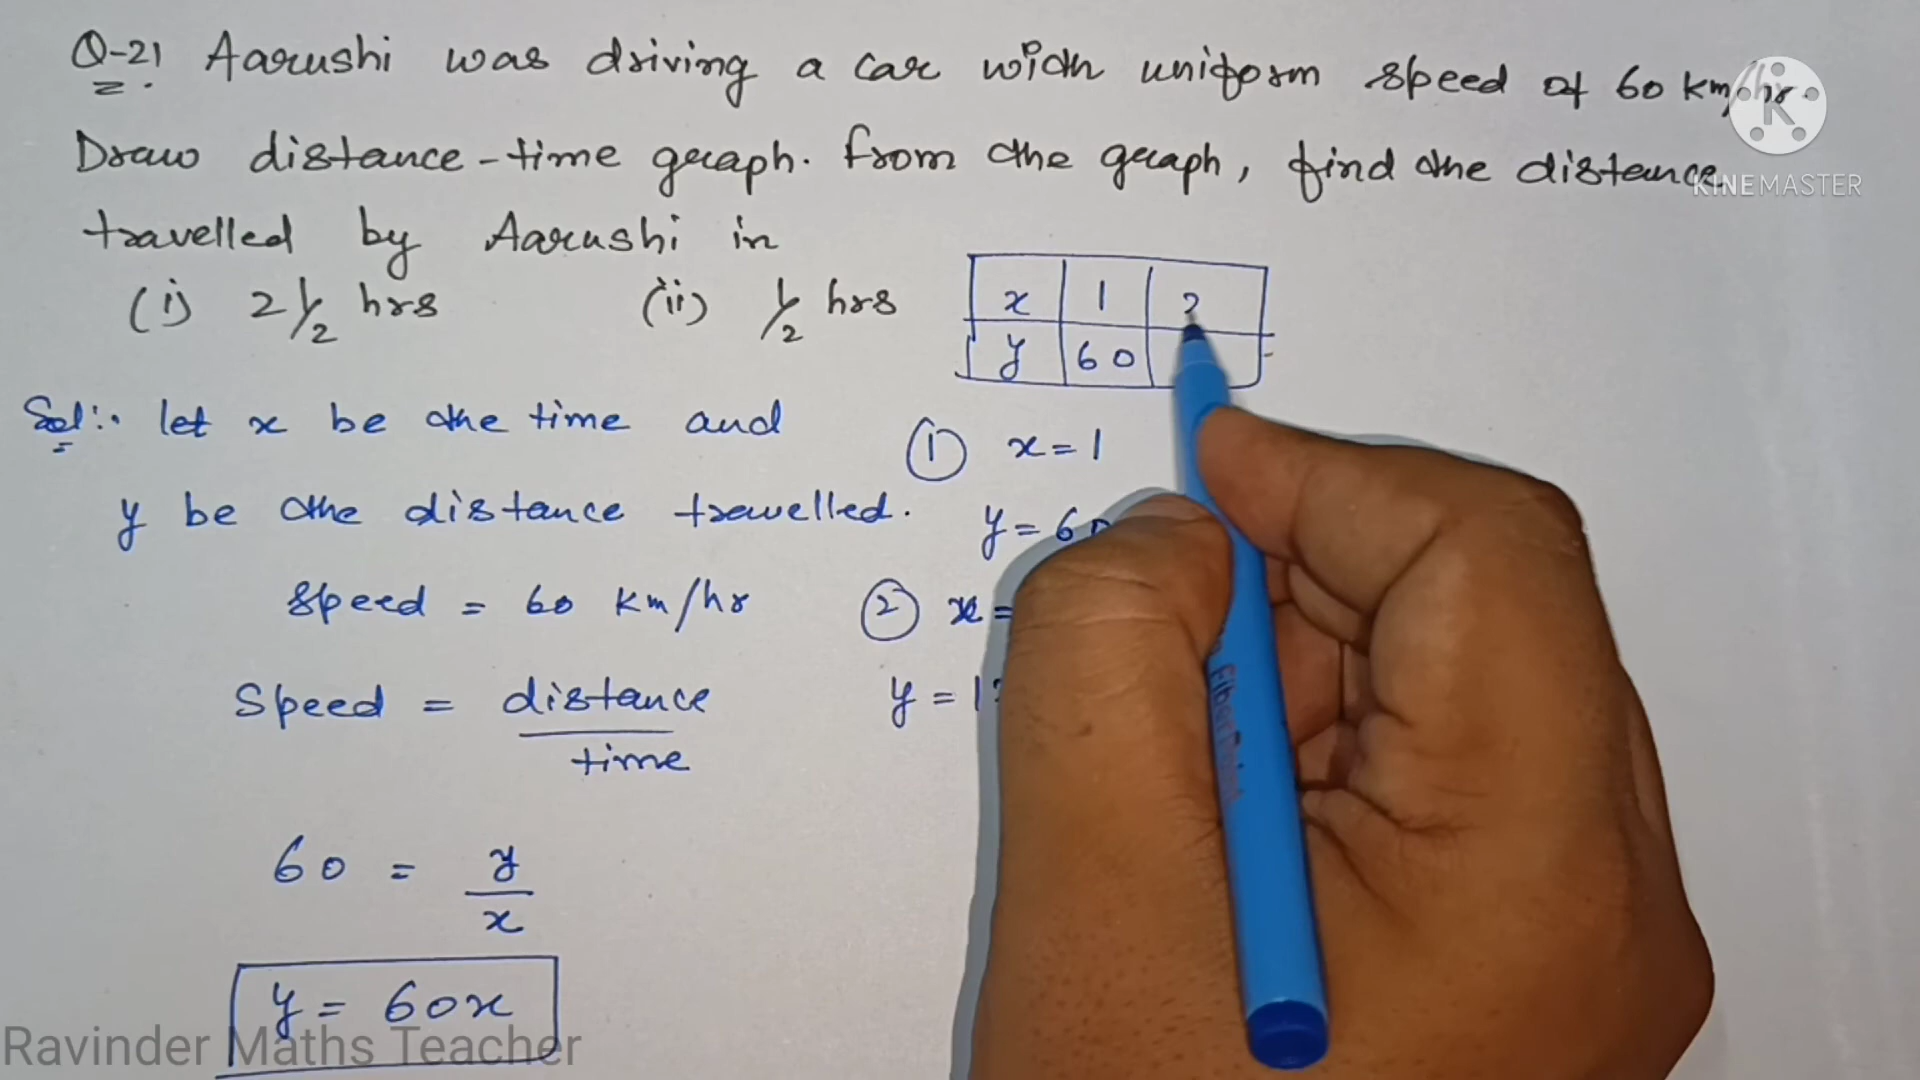 Q-21 Aarushi was driving a car with uniform speed of 60 km/hr.
Draw distance-time graph. From the graph, find the distance
travelled by Aarushi in
(i) 2 1/2 hrs (ii) 1/2 hrs
x 1 2
y 60
Sol:. let x be the time and
y be the distance travelled.
Speed = 60 Km/hr
Speed = distance
time
60 = y
x
y = 60x
① x = 1
y = 60
② x =
y = 12
K
KINEMASTER
Ravinder Maths Teacher